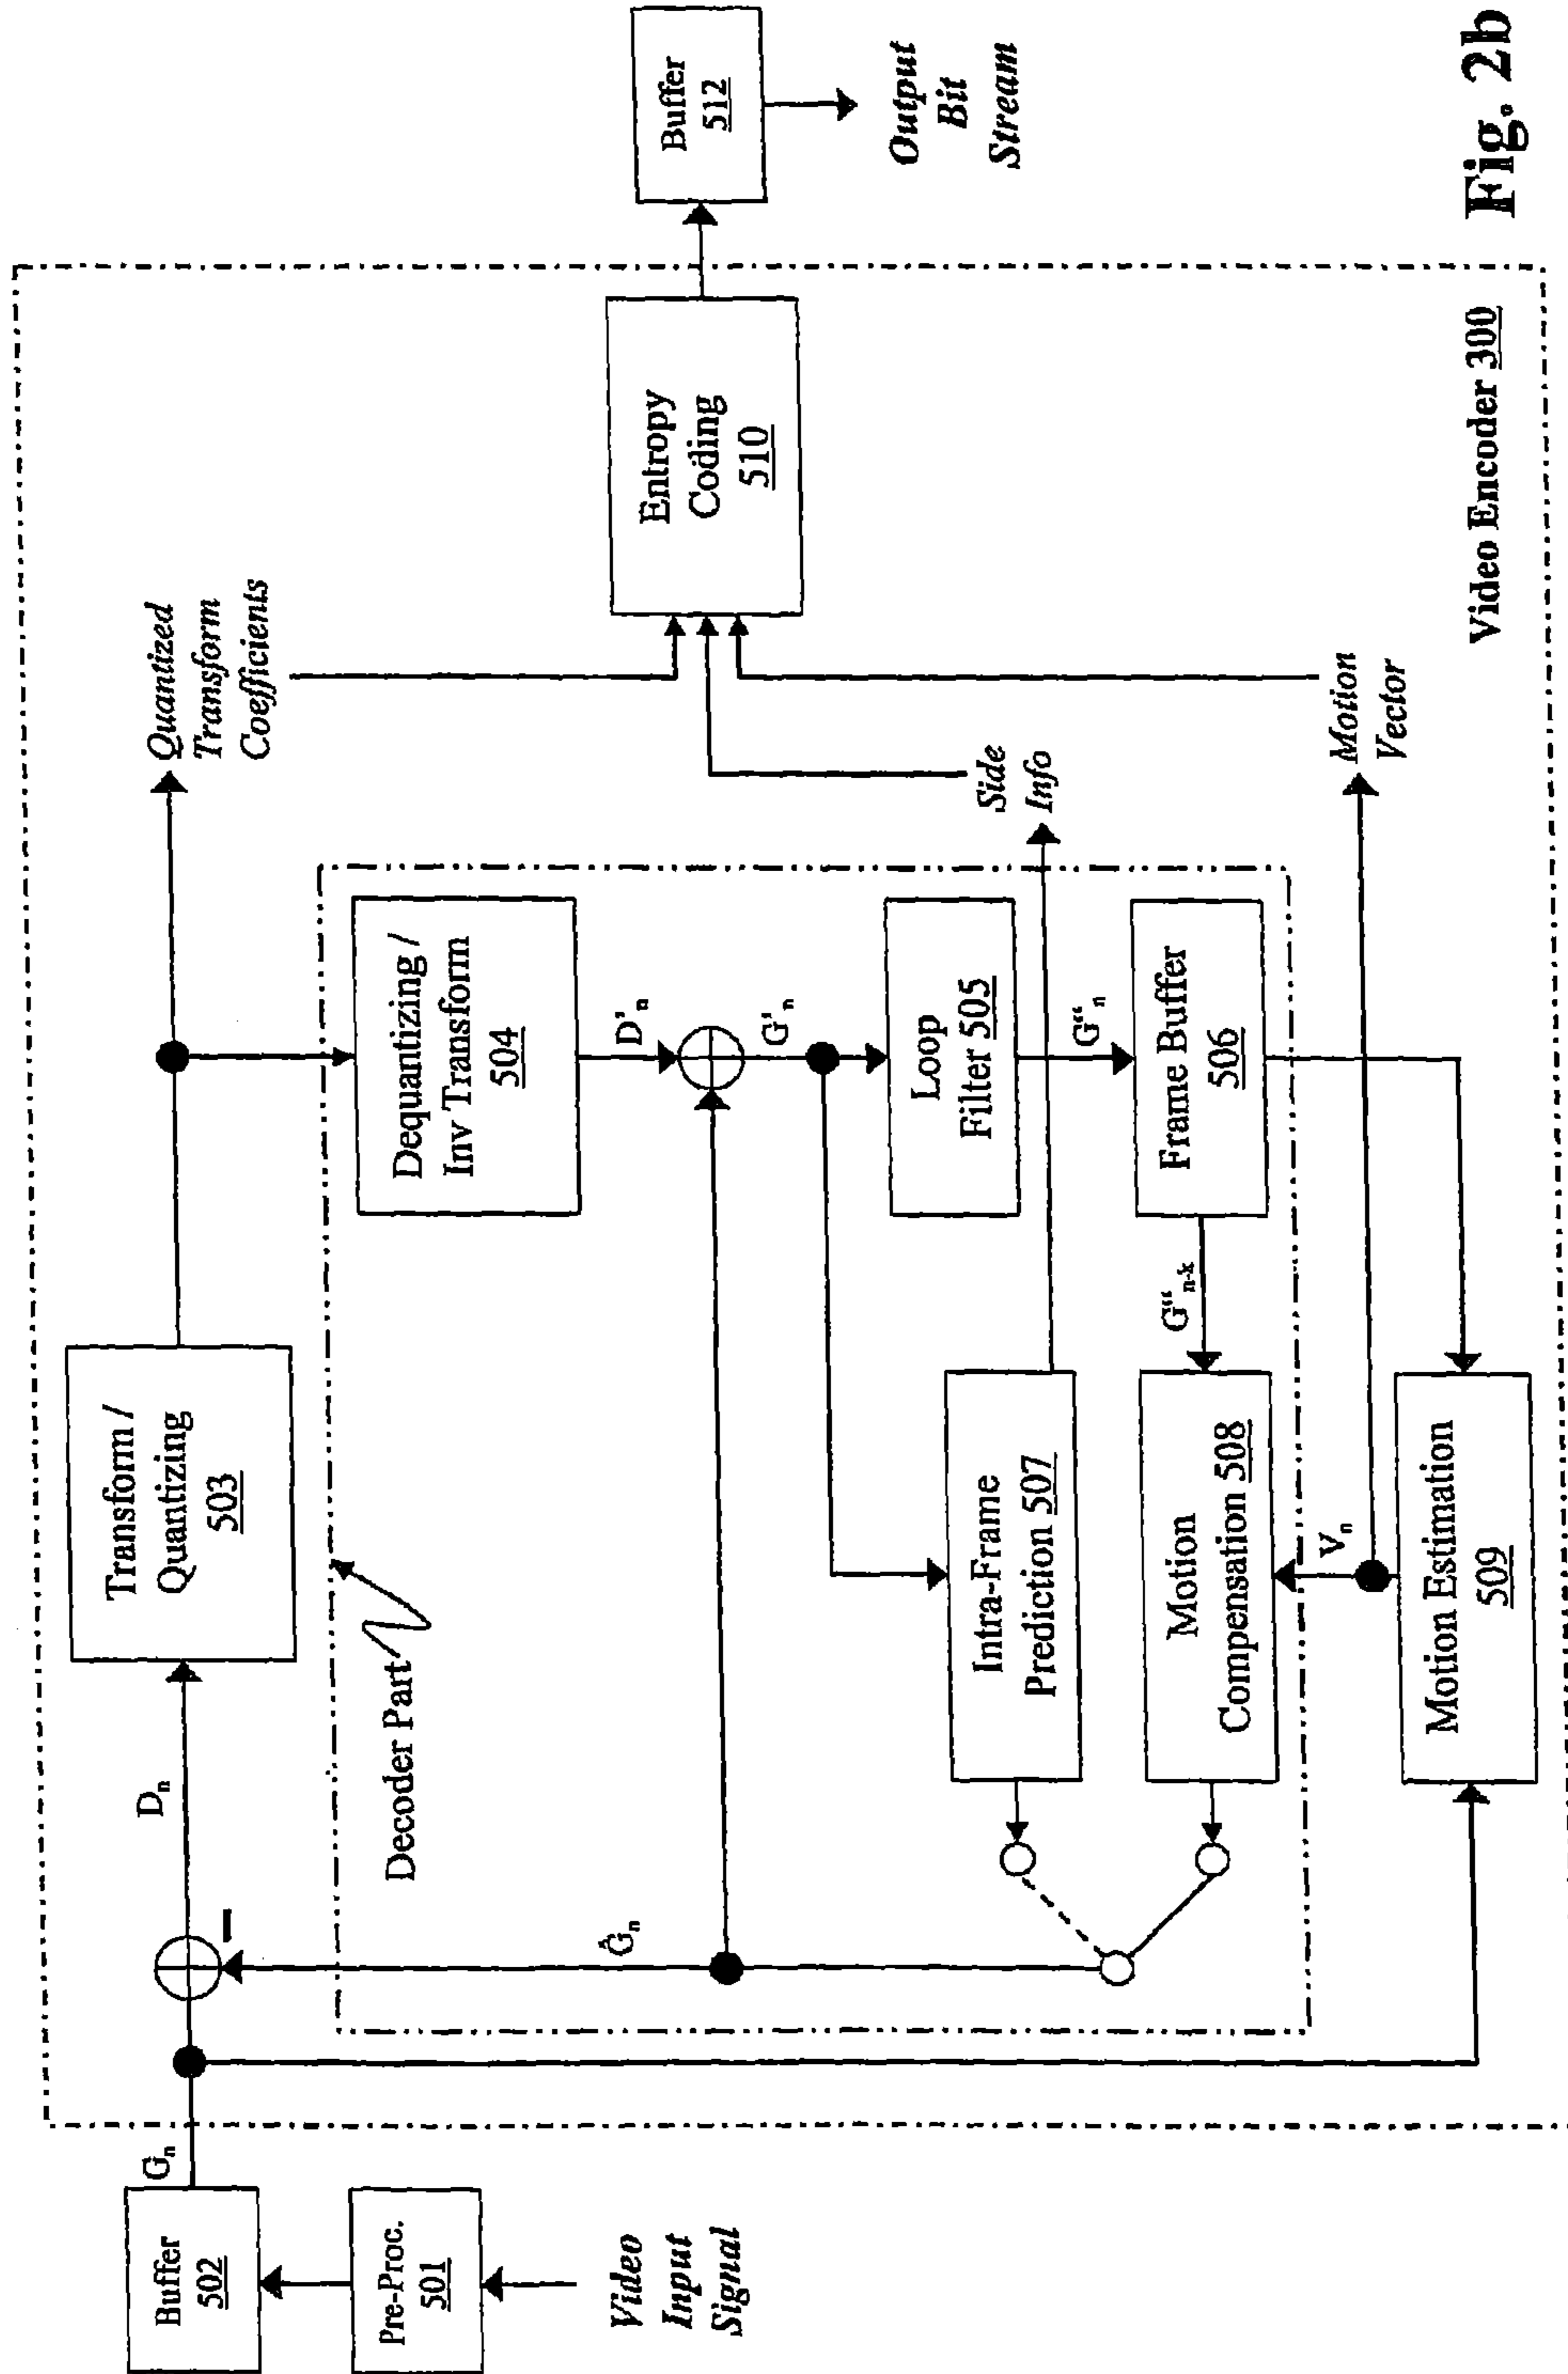 Buffer
502
Pre-Proc.
501
Video
Input
Signal
Gn
Dn
Transform /
Quantizing
503
Quantized
Transform
Coefficients
Decoder Part
Dequantizing /
Inv Transform
504
D'n
G'n
Ĝn
Loop
Filter 505
G"n
Frame Buffer
506
G"n-k
Intra-Frame
Prediction 507
Motion
Compensation 508
Vn
Motion Estimation
509
Side
Info
Motion
Vector
Entropy
Coding
510
Video Encoder 300
Buffer
512
Output
Bit
Stream
Fig. 2b